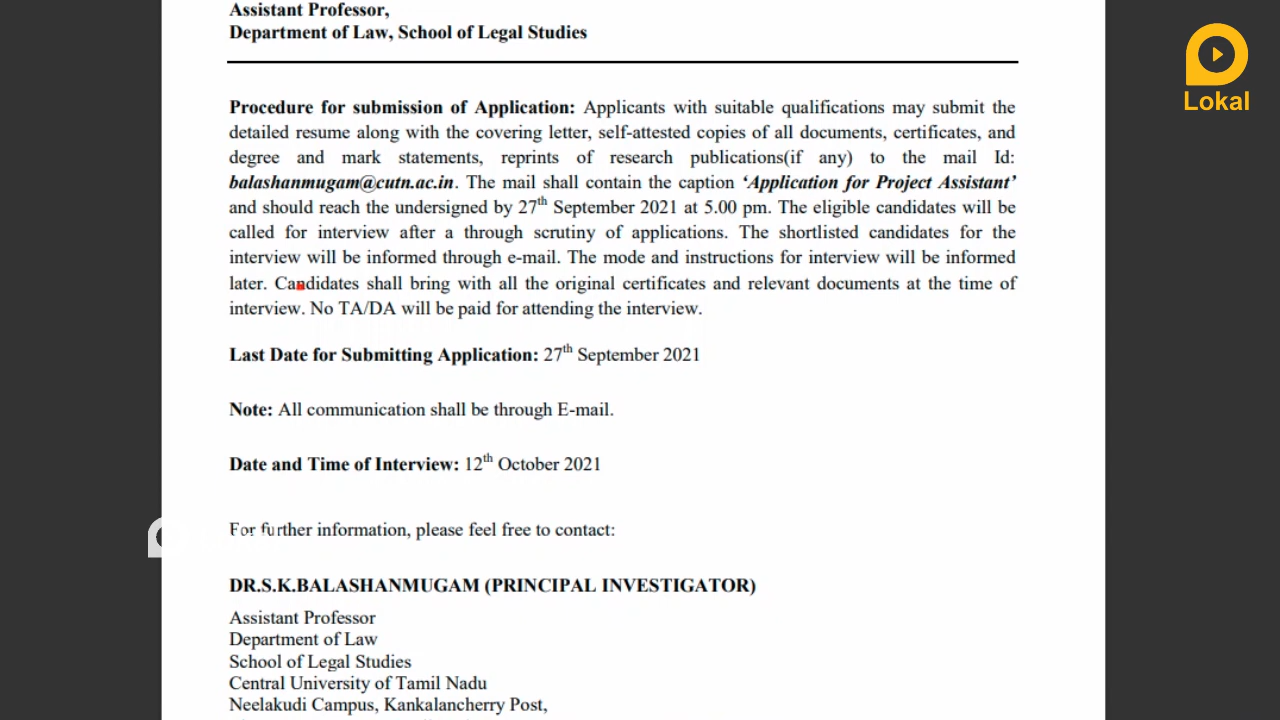 Assistant Professor,
Department of Law, School of Legal Studies
Lokal
Procedure for submission of Application: Applicants with suitable qualifications may submit the
detailed resume along with the covering letter, self-attested copies of all documents, certificates, and
degree and mark statements, reprints of research publications(if any) to the mail Id:
balashanmugam@cutn.ac.in. The mail shall contain the caption ‘Application for Project Assistant’
and should reach the undersigned by 27th September 2021 at 5.00 pm. The eligible candidates will be
called for interview after a through scrutiny of applications. The shortlisted candidates for the
interview will be informed through e-mail. The mode and instructions for interview will be informed
later. Candidates shall bring with all the original certificates and relevant documents at the time of
interview. No TA/DA will be paid for attending the interview.
Last Date for Submitting Application: 27th September 2021
Note: All communication shall be through E-mail.
Date and Time of Interview: 12th October 2021
For further information, please feel free to contact:
DR.S.K.BALASHANMUGAM (PRINCIPAL INVESTIGATOR)
Assistant Professor
Department of Law
School of Legal Studies
Central University of Tamil Nadu
Neelakudi Campus, Kankalancherry Post,